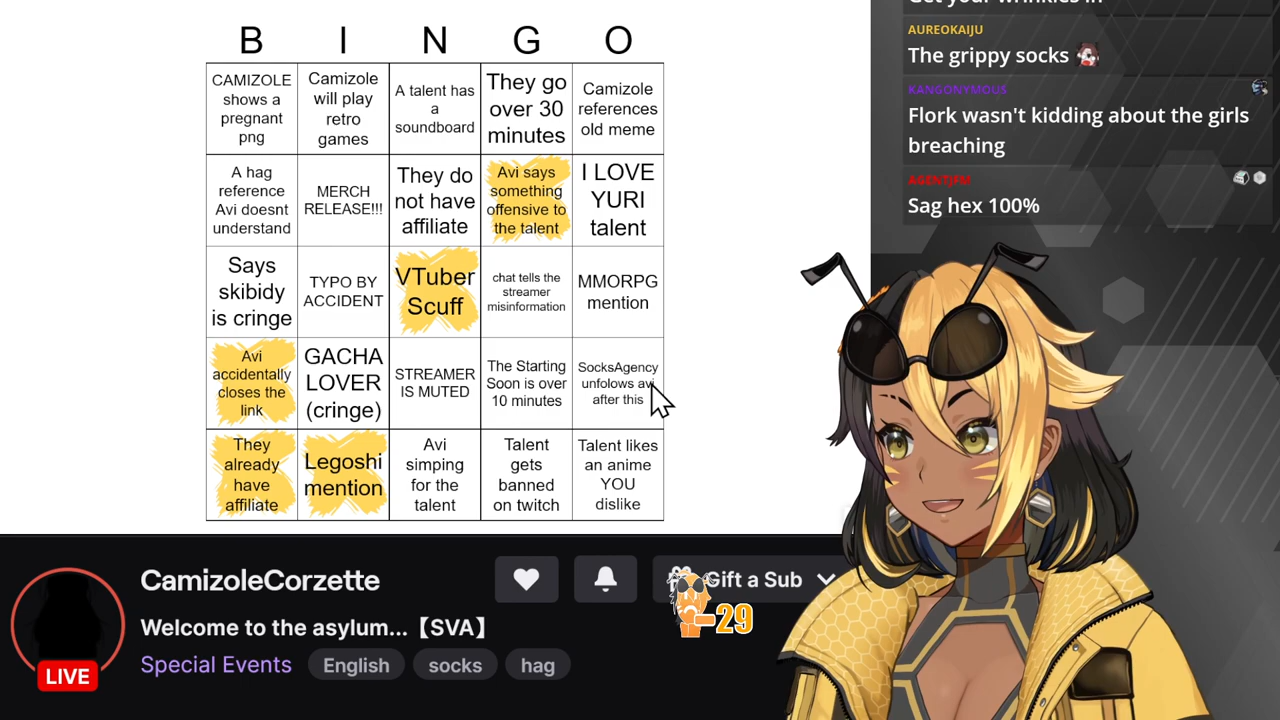 B I N G O
CAMIZOLE
shows a
pregnant
png
Camizole
will play
retro
games
A talent has
a
soundboard
They go
over 30
minutes
Camizole
references
old meme
A hag
reference
Avi doesnt
understand
MERCH
RELEASE!!!
They do
not have
affiliate
Avi says
something
offensive to
the talent
I LOVE
YURI
talent
Says
skibidy
is cringe
TYPO BY
ACCIDENT
VTuber
Scuff
chat tells the
streamer
misinformation
MMORPG
mention
Avi
accidentally
closes the
link
GACHA
LOVER
(cringe)
STREAMER
IS MUTED
The Starting
Soon is over
10 minutes
SocksAgency
unfolows avi
after this
They
already
have
affiliate
Legoshi
mention
Avi
simping
for the
talent
Talent
gets
banned
on twitch
Talent likes
an anime
YOU
dislike
Get your wrinkles in
AUREOKAIJU
The grippy socks
KANGONYMOUS
Flork wasn't kidding about the girls
breaching
AGENTJFM
Sag hex 100%
CamizoleCorzette
Gift a Sub
-29
Welcome to the asylum...【SVA】
Special Events English socks hag
LIVE